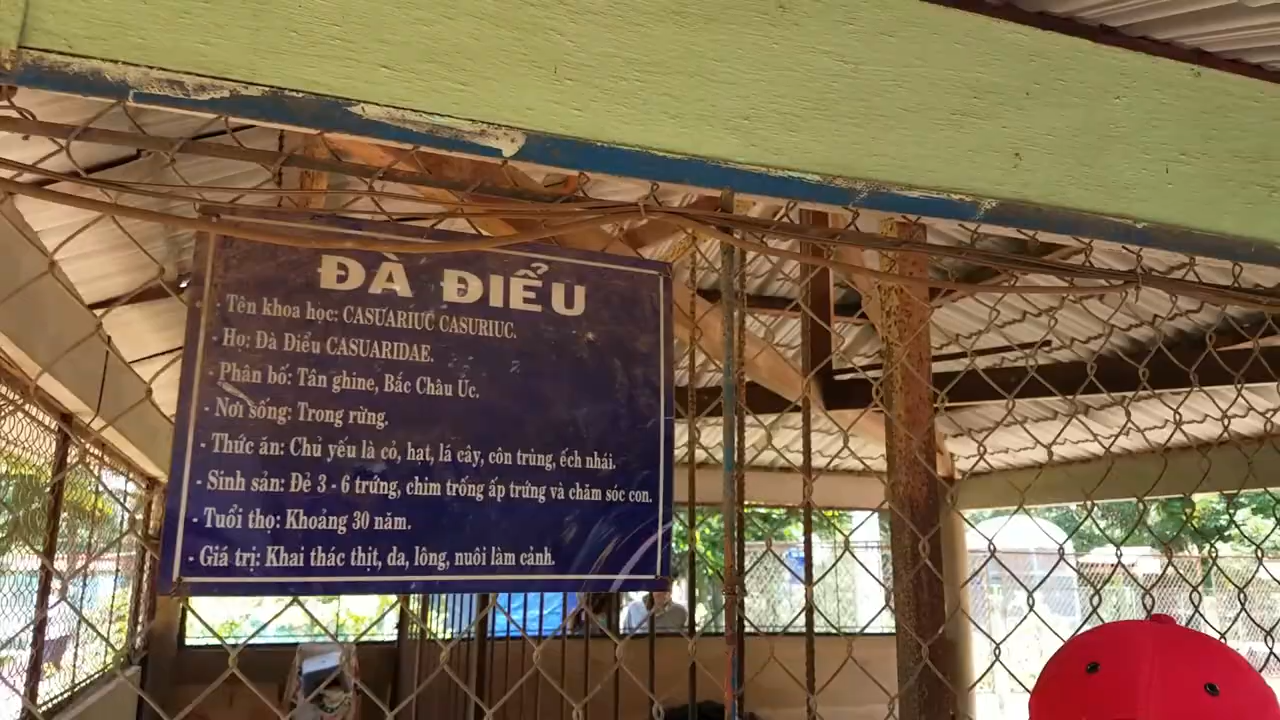 ĐÀ ĐIỂU
- Tên khoa học: CASUARIUC CASURIUC.
- Họ: Đà Điểu CASUARIDAE.
- Phân bố: Tân ghine, Bắc Châu Úc.
- Nơi sống: Trong rừng.
- Thức ăn: Chủ yếu là cỏ, hạt, lá cây, côn trùng, ếch nhái.
- Sinh sản: Đẻ 3 - 6 trứng, chim trống ấp trứng và chăm sóc con.
- Tuổi thọ: Khoảng 30 năm.
- Giá trị: Khai thác thịt, da, lông, nuôi làm cảnh.